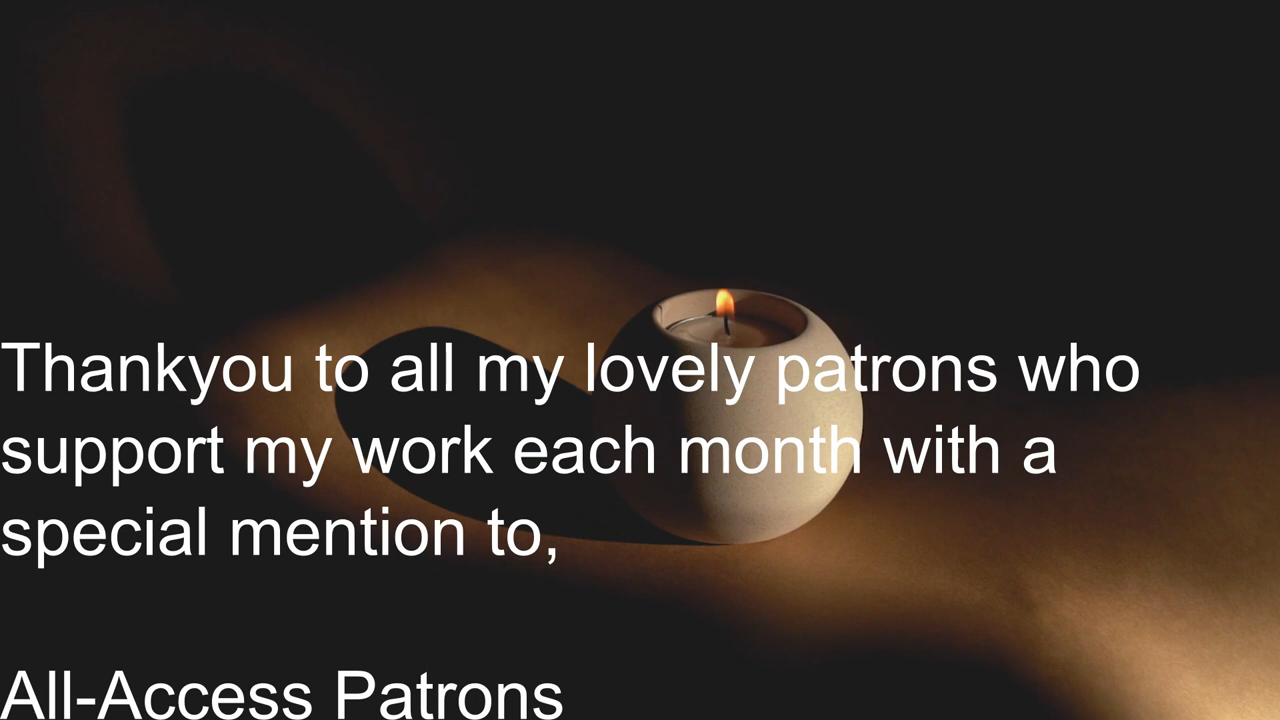 Thankyou to all my lovely patrons who
support my work each month with a
special mention to,
All-Access Patrons